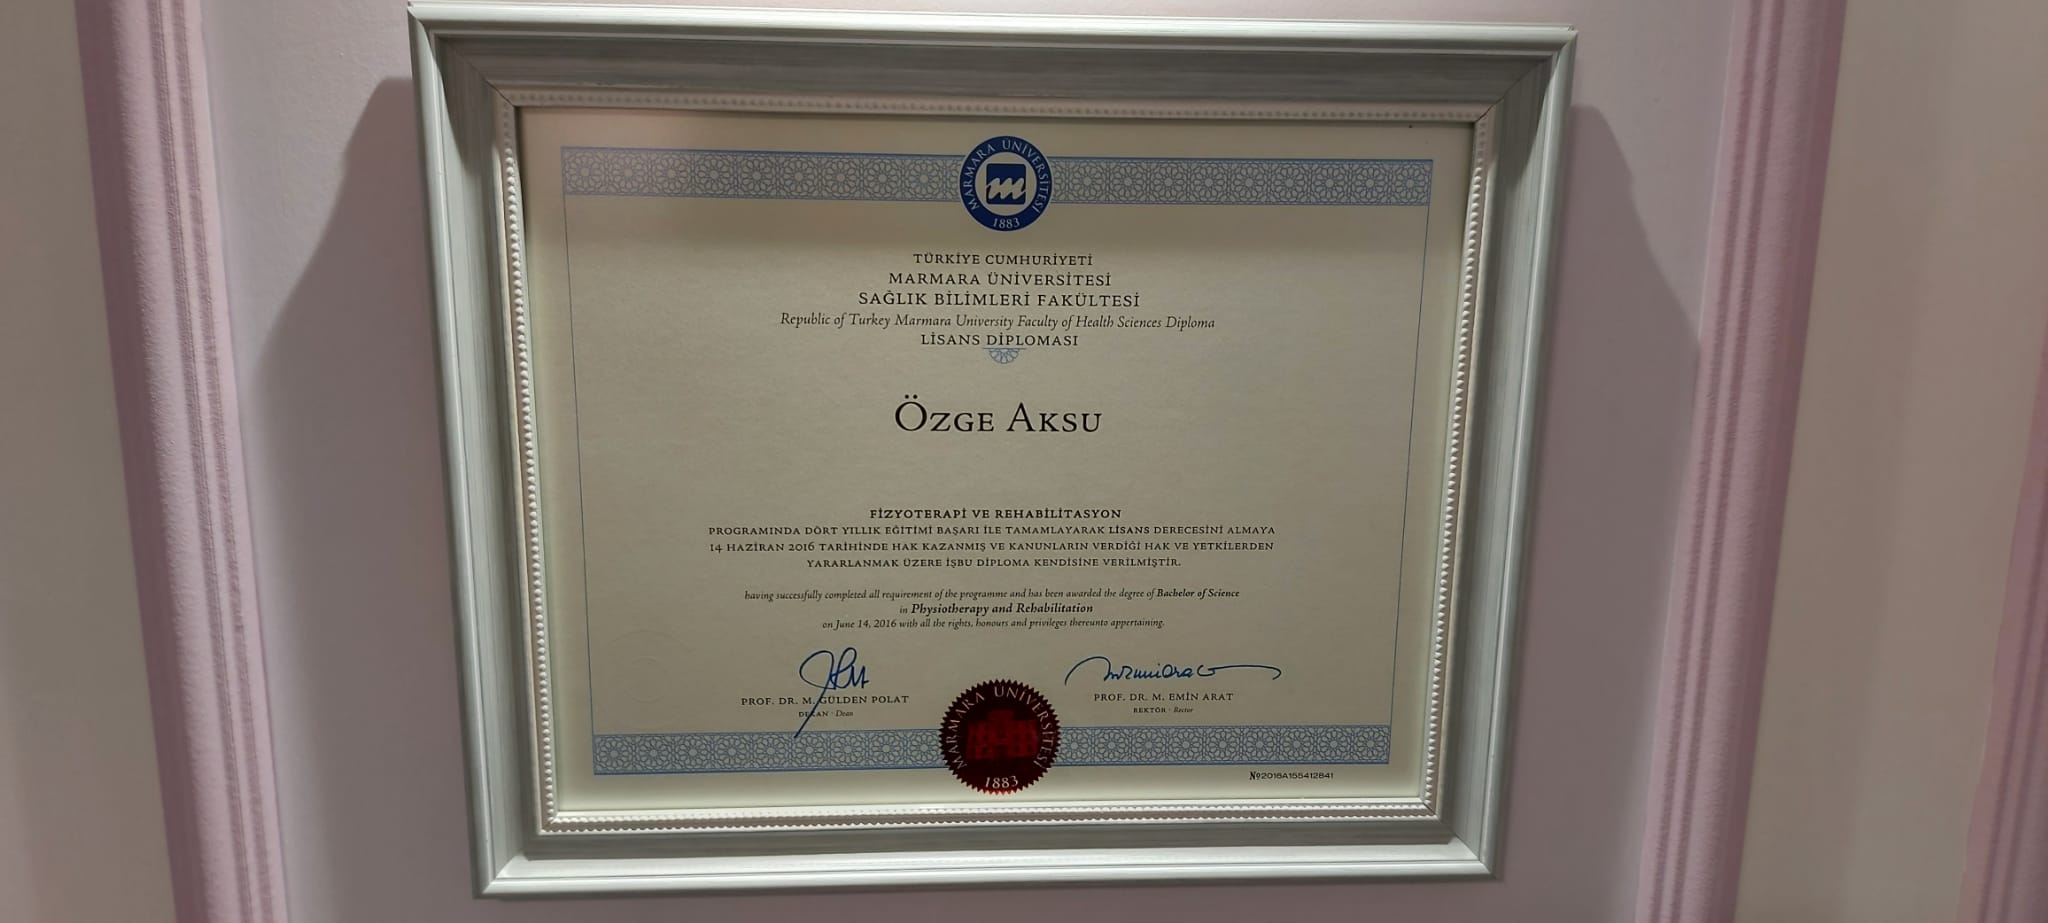 MARMARA ÜNİVERSİTESİ
m
1883
TÜRKİYE CUMHURİYETİ
MARMARA ÜNİVERSİTESİ
SAĞLIK BİLİMLERİ FAKÜLTESİ
Republic of Turkey Marmara University Faculty of Health Sciences Diploma
LİSANS DİPLOMASI
ÖZGE AKSU
FİZYOTERAPİ VE REHABİLİTASYON
PROGRAMINDA DÖRT YILLIK EĞİTİMİ BAŞARI İLE TAMAMLAYARAK LİSANS DERECESİNİ ALMAYA
14 HAZİRAN 2016 TARİHİNDE HAK KAZANMIŞ VE KANUNLARIN VERDİĞİ HAK VE YETKİLERDEN
YARARLANMAK ÜZERE İŞBU DİPLOMA KENDİSİNE VERİLMİŞTİR.
having successfully completed all requirement of the programme and has been awarded the degree of Bachelor of Science
in Physiotherapy and Rehabilitation
on June 14, 2016 with all the rights, honours and privileges thereunto appertaining.
PROF. DR. M. GÜLDEN POLAT
DEKAN · Dean
PROF. DR. M. EMİN ARAT
REKTÖR · Rector
MARMARA ÜNİVERSİTESİ
1883
№2016A155412841